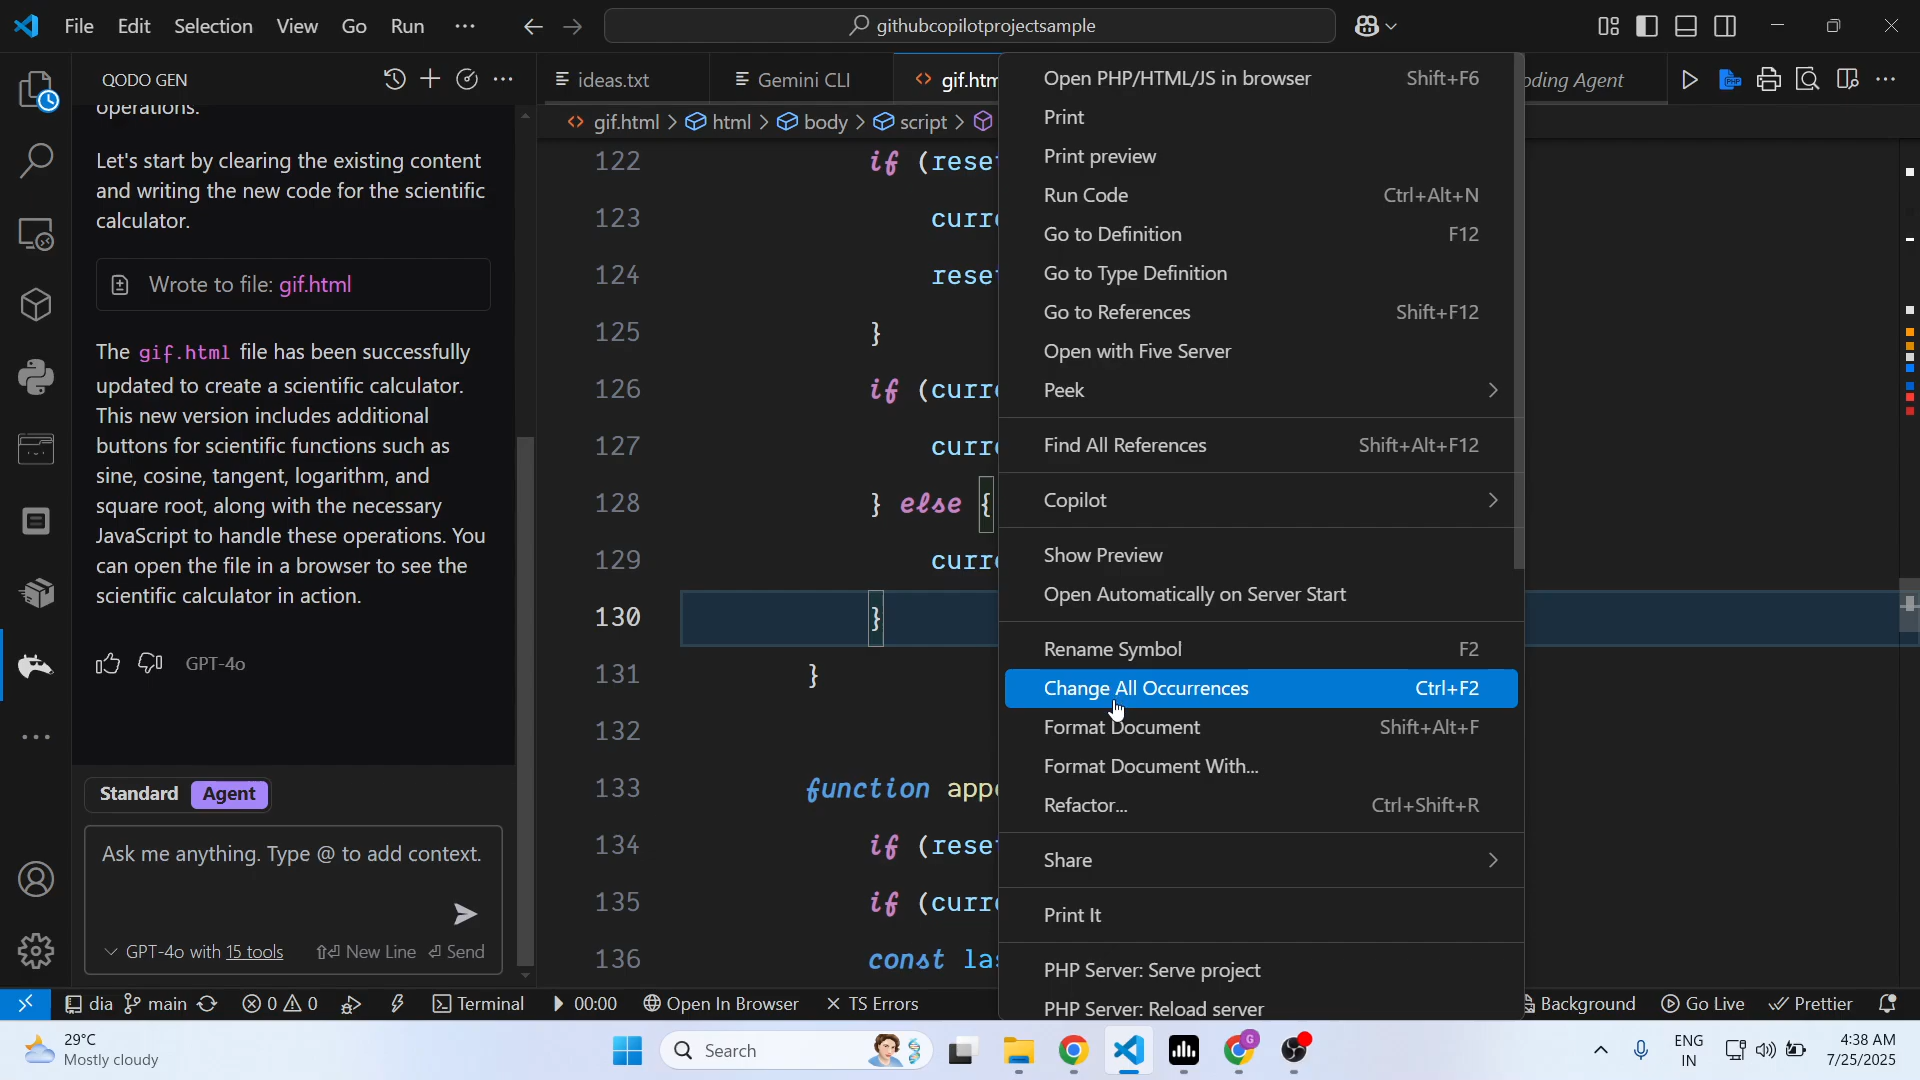 File Edit Selection View Go Run ···
githubcopilotprojectsample
QODO GEN
operations.
Let's start by clearing the existing content
and writing the new code for the scientific
calculator.
Wrote to file: gif.html
The gif.html file has been successfully
updated to create a scientific calculator.
This new version includes additional
buttons for scientific functions such as
sine, cosine, tangent, logarithm, and
square root, along with the necessary
JavaScript to handle these operations. You
can open the file in a browser to see the
scientific calculator in action.
GPT-4o
Standard Agent
Ask me anything. Type @ to add context.
GPT-4o with 15 tools New Line Send
ideas.txt Gemini CLI gif.htm oding Agent
gif.html > html > body > script >
122 if (rese
123 curr
124 rese
125 }
126 if (curr
127 curr
128 } else {
129 curr
130 }
131 }
132
133 function app
134 if (rese
135 if (curr
136 const la
Open PHP/HTML/JS in browser Shift+F6
Print
Print preview
Run Code Ctrl+Alt+N
Go to Definition F12
Go to Type Definition
Go to References Shift+F12
Open with Five Server
Peek
Find All References Shift+Alt+F12
Copilot
Show Preview
Open Automatically on Server Start
Rename Symbol F2
Change All Occurrences Ctrl+F2
Format Document Shift+Alt+F
Format Document With...
Refactor... Ctrl+Shift+R
Share
Print It
PHP Server: Serve project
PHP Server: Reload server
dia main 0 0 Terminal 00:00 Open In Browser TS Errors Background Go Live Prettier
29°C
Mostly cloudy
Search
ENG
IN
4:38 AM
7/25/2025